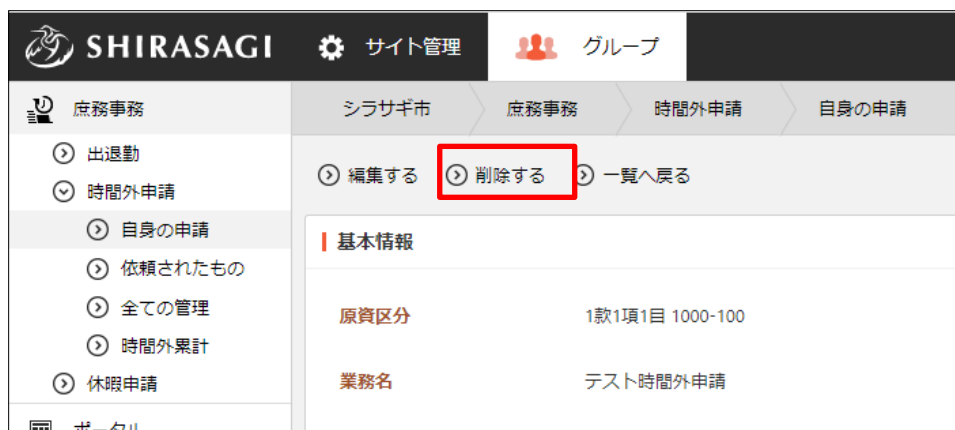 SHIRASAGI サイト管理 グループ
庶務事務
シラサギ市 庶務事務 時間外申請 自身の申請
出退勤
時間外申請
自身の申請
依頼されたもの
全ての管理
時間外累計
休暇申請
ポータル
編集する 削除する 一覧へ戻る
基本情報
原資区分 1款1項1目 1000-100
業務名 テスト時間外申請